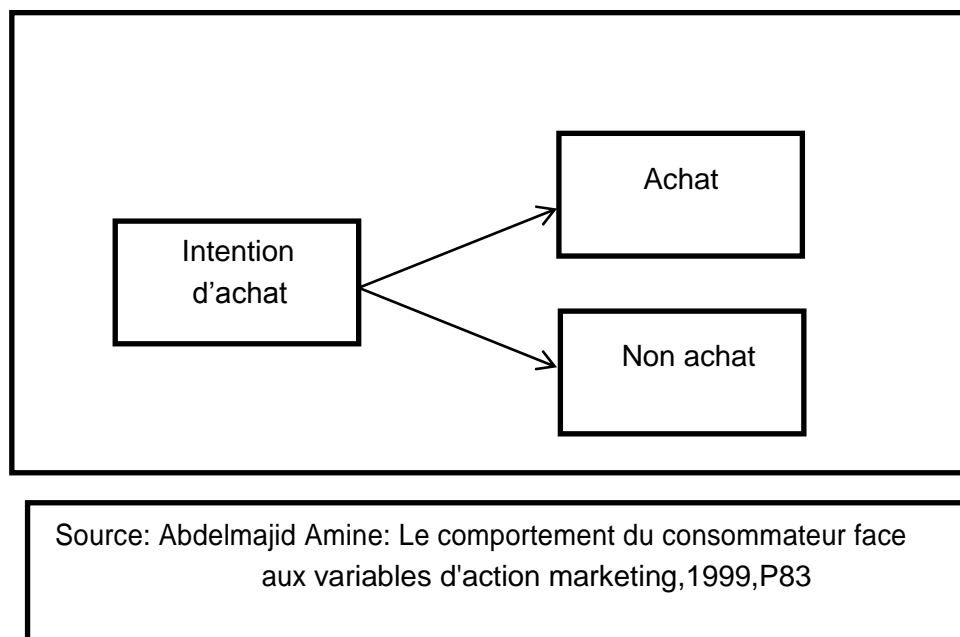 Achat
Intention
d’achat
Non achat
Source: Abdelmajid Amine: Le comportement du consommateur face
aux variables d'action marketing,1999,P83